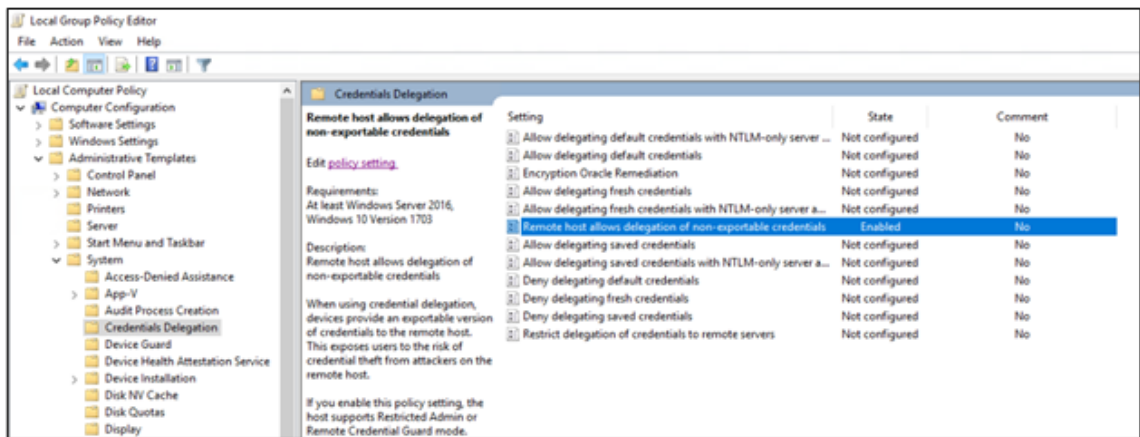 Local Group Policy Editor
File Action View Help
Local Computer Policy
Computer Configuration
Software Settings
Windows Settings
Administrative Templates
Control Panel
Network
Printers
Server
Start Menu and Taskbar
System
Access-Denied Assistance
App-V
Audit Process Creation
Credentials Delegation
Device Guard
Device Health Attestation Service
Device Installation
Disk NV Cache
Disk Quotas
Display
Credentials Delegation
Remote host allows delegation of
non-exportable credentials
Edit policy setting
Requirements:
At least Windows Server 2016,
Windows 10 Version 1703
Description:
Remote host allows delegation of
non-exportable credentials
When using credential delegation,
devices provide an exportable version
of credentials to the remote host.
This exposes users to the risk of
credential theft from attackers on the
remote host.
If you enable this policy setting, the
host supports Restricted Admin or
Remote Credential Guard mode.
Setting State Comment
Allow delegating default credentials with NTLM-only server ... Not configured No
Allow delegating default credentials Not configured No
Encryption Oracle Remediation Not configured No
Allow delegating fresh credentials Not configured No
Allow delegating fresh credentials with NTLM-only server a... Not configured No
Remote host allows delegation of non-exportable credentials Enabled No
Allow delegating saved credentials Not configured No
Allow delegating saved credentials with NTLM-only server a... Not configured No
Deny delegating default credentials Not configured No
Deny delegating fresh credentials Not configured No
Deny delegating saved credentials Not configured No
Restrict delegation of credentials to remote servers Not configured No